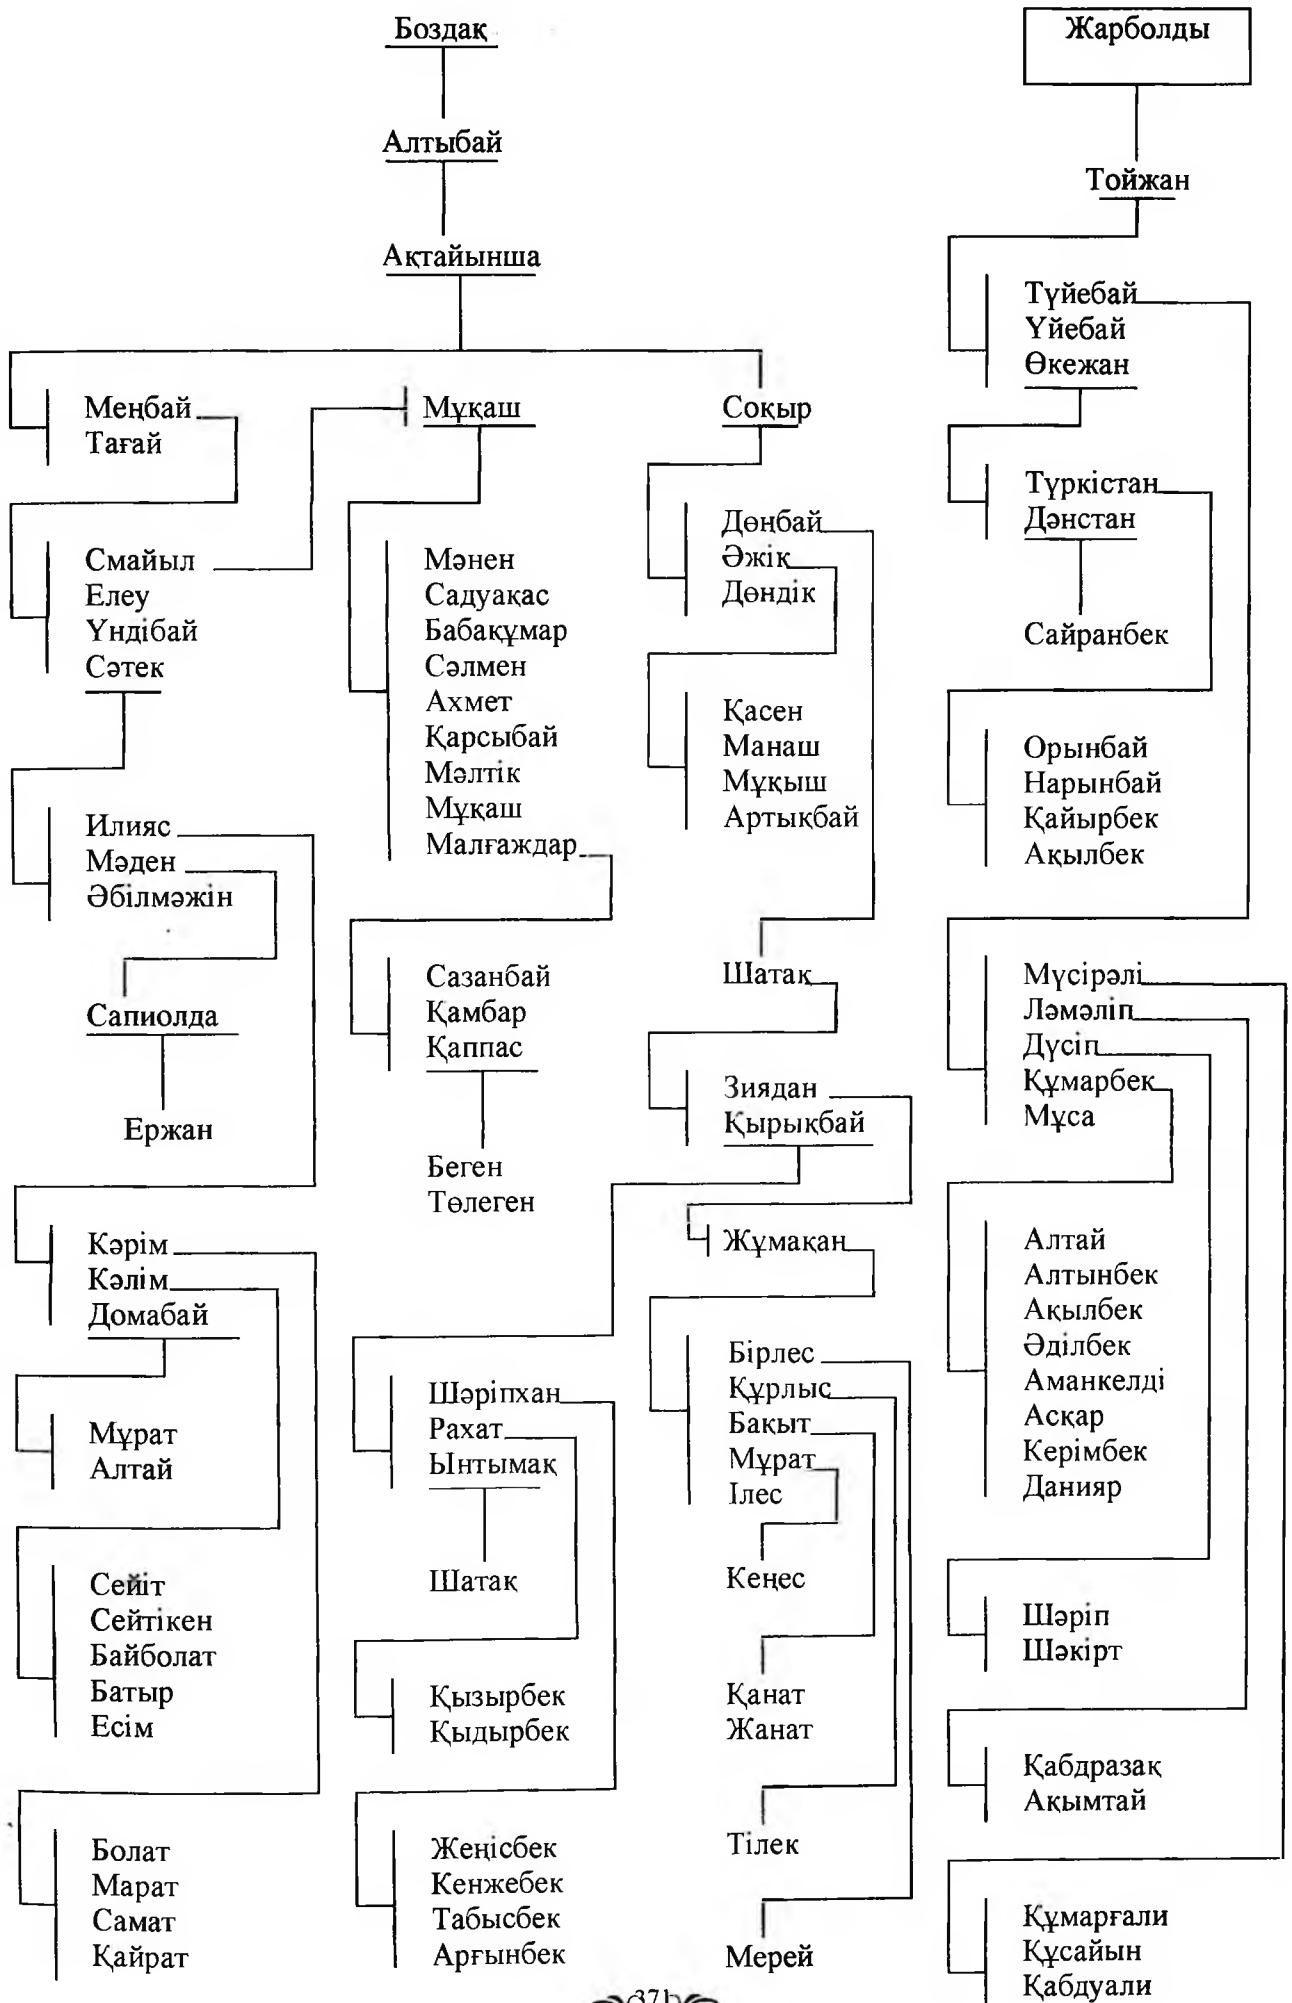 Боздақ
Алтыбай
Ақтайынша
Меңбай
Тағай
Смайыл
Елеу
Үндібай
Сәтек
Илияс
Мәден
Әбілмәжін
Сапиолда
Ержан
Кәрім
Кәлім
Домабай
Мұрат
Алтай
Сейіт
Сейтікен
Байболат
Батыр
Есім
Болат
Марат
Самат
Қайрат
Мұқаш
Мәнен
Садуақас
Бабақұмар
Сәлмен
Ахмет
Қарсыбай
Мәлтік
Мұқаш
Малғаждар
Сазанбай
Қамбар
Қаппас
Беген
Төлеген
Шәріпхан
Рахат
Ынтымақ
Шатақ
Қызырбек
Қыдырбек
Жеңісбек
Кенжебек
Табысбек
Арғынбек
Соқыр
Дөңбай
Әжік
Дөндік
Қасен
Манаш
Мұқыш
Артықбай
Шатақ
Зиядан
Қырықбай
Жұмақан
Бірлес
Құрлыс
Бақыт
Мұрат
Ілес
Кеңес
Қанат
Жанат
Тілек
Мерей
Жарболды
Тойжан
Түйебай
Үйебай
Өкежан
Түркістан
Дәнстан
Сайранбек
Орынбай
Нарынбай
Қайырбек
Ақылбек
Мүсірәлі
Ләмәліп
Дүсіп
Құмарбек
Мұса
Алтай
Алтынбек
Ақылбек
Әділбек
Аманкелді
Асқар
Керімбек
Данияр
Шәріп
Шәкірт
Қабдразақ
Ақымтай
Құмарғали
Құсайын
Қабдуали
371